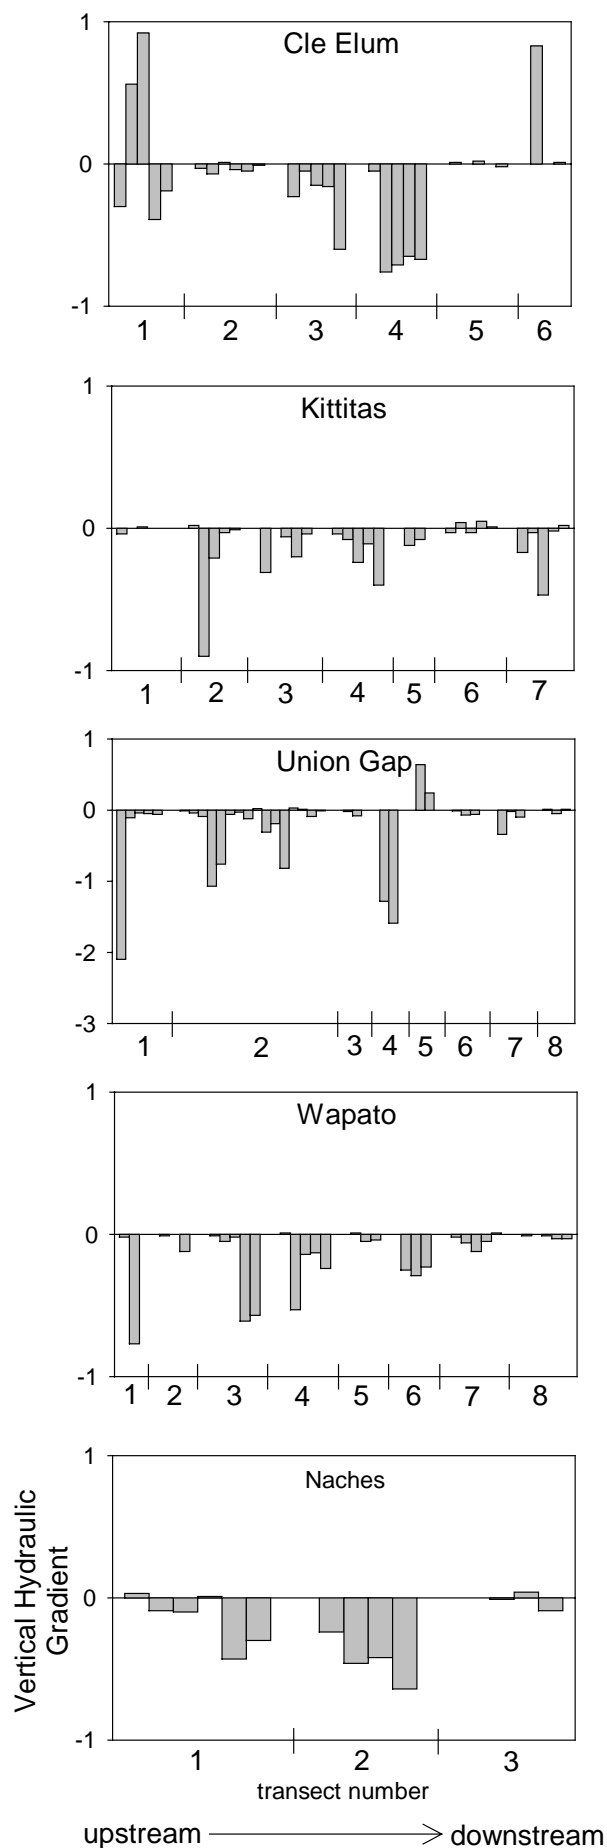 1
Cle Elum
0
-1
1 2 3 4 5 6
1
Kittitas
0
-1
1 2 3 4 5 6 7
1
Union Gap
0
-1
-2
-3
1 2 3 4 5 6 7 8
1
Wapato
0
-1
1 2 3 4 5 6 7 8
1
Naches
0
-1
Vertical Hydraulic
Gradient
1 2 3
transect number
upstream downstream